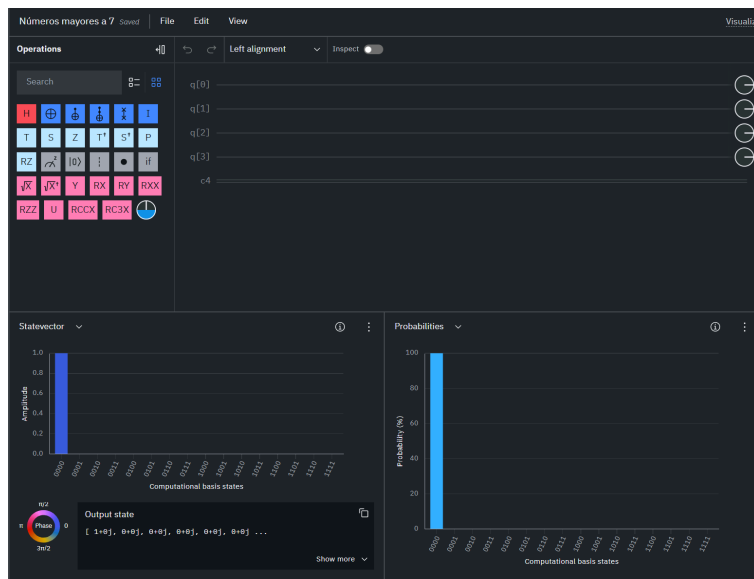 Números mayores a 7 Saved File Edit View Visualiz
Operations Left alignment Inspect
Search
H I
T S Z T† S† P
RZ z |0⟩ if
√X √X† Y RX RY RXX
RZZ U RCCX RC3X
q[0]
q[1]
q[2]
q[3]
c4
Statevector
Amplitude
1.0
0.8
0.6
0.4
0.2
0.0
0000 0001 0010 0011 0100 0101 0110 0111 1000 1001 1010 1011 1100 1101 1110 1111
Computational basis states
π/2
π Phase 0
3π/2
Output state
[ 1+0j, 0+0j, 0+0j, 0+0j, 0+0j, 0+0j ...
Show more
Probabilities
Probability (%)
100
80
60
40
20
0
0000 0001 0010 0011 0100 0101 0110 0111 1000 1001 1010 1011 1100 1101 1110 1111
Computational basis states